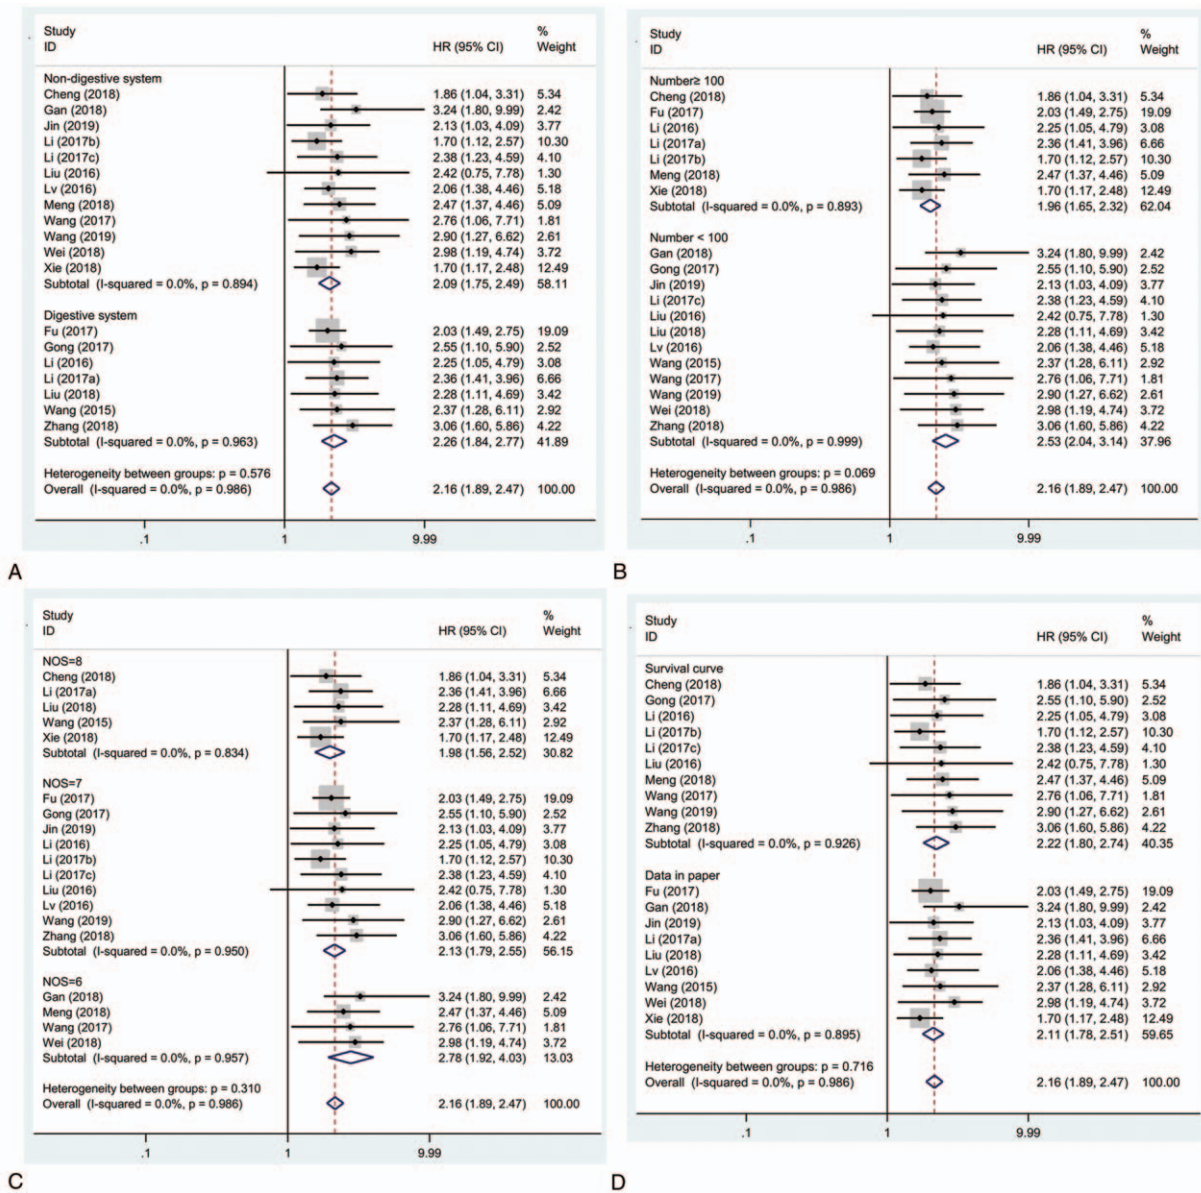 Study %
ID HR (95% CI) Weight
Non-digestive system
Cheng (2018) 1.86 (1.04, 3.31) 5.34
Gan (2018) 3.24 (1.80, 9.99) 2.42
Jin (2019) 2.13 (1.03, 4.09) 3.77
Li (2017b) 1.70 (1.12, 2.57) 10.30
Li (2017c) 2.38 (1.23, 4.59) 4.10
Liu (2016) 2.42 (0.75, 7.78) 1.30
Lv (2016) 2.06 (1.38, 4.46) 5.18
Meng (2018) 2.47 (1.37, 4.46) 5.09
Wang (2017) 2.76 (1.06, 7.71) 1.81
Wang (2019) 2.90 (1.27, 6.62) 2.61
Wei (2018) 2.98 (1.19, 4.74) 3.72
Xie (2018) 1.70 (1.17, 2.48) 12.49
Subtotal (I-squared = 0.0%, p = 0.894) 2.09 (1.75, 2.49) 58.11
Digestive system
Fu (2017) 2.03 (1.49, 2.75) 19.09
Gong (2017) 2.55 (1.10, 5.90) 2.52
Li (2016) 2.25 (1.05, 4.79) 3.08
Li (2017a) 2.36 (1.41, 3.96) 6.66
Liu (2018) 2.28 (1.11, 4.69) 3.42
Wang (2015) 2.37 (1.28, 6.11) 2.92
Zhang (2018) 3.06 (1.60, 5.86) 4.22
Subtotal (I-squared = 0.0%, p = 0.963) 2.26 (1.84, 2.77) 41.89
Heterogeneity between groups: p = 0.576
Overall (I-squared = 0.0%, p = 0.986) 2.16 (1.89, 2.47) 100.00
.1 1 9.99
A
Study %
ID HR (95% CI) Weight
Number≥ 100
Cheng (2018) 1.86 (1.04, 3.31) 5.34
Fu (2017) 2.03 (1.49, 2.75) 19.09
Li (2016) 2.25 (1.05, 4.79) 3.08
Li (2017a) 2.36 (1.41, 3.96) 6.66
Li (2017b) 1.70 (1.12, 2.57) 10.30
Meng (2018) 2.47 (1.37, 4.46) 5.09
Xie (2018) 1.70 (1.17, 2.48) 12.49
Subtotal (I-squared = 0.0%, p = 0.893) 1.96 (1.65, 2.32) 62.04
Number < 100
Gan (2018) 3.24 (1.80, 9.99) 2.42
Gong (2017) 2.55 (1.10, 5.90) 2.52
Jin (2019) 2.13 (1.03, 4.09) 3.77
Li (2017c) 2.38 (1.23, 4.59) 4.10
Liu (2016) 2.42 (0.75, 7.78) 1.30
Liu (2018) 2.28 (1.11, 4.69) 3.42
Lv (2016) 2.06 (1.38, 4.46) 5.18
Wang (2015) 2.37 (1.28, 6.11) 2.92
Wang (2017) 2.76 (1.06, 7.71) 1.81
Wang (2019) 2.90 (1.27, 6.62) 2.61
Wei (2018) 2.98 (1.19, 4.74) 3.72
Zhang (2018) 3.06 (1.60, 5.86) 4.22
Subtotal (I-squared = 0.0%, p = 0.999) 2.53 (2.04, 3.14) 37.96
Heterogeneity between groups: p = 0.069
Overall (I-squared = 0.0%, p = 0.986) 2.16 (1.89, 2.47) 100.00
.1 1 9.99
B
Study %
ID HR (95% CI) Weight
NOS=8
Cheng (2018) 1.86 (1.04, 3.31) 5.34
Li (2017a) 2.36 (1.41, 3.96) 6.66
Liu (2018) 2.28 (1.11, 4.69) 3.42
Wang (2015) 2.37 (1.28, 6.11) 2.92
Xie (2018) 1.70 (1.17, 2.48) 12.49
Subtotal (I-squared = 0.0%, p = 0.834) 1.98 (1.56, 2.52) 30.82
NOS=7
Fu (2017) 2.03 (1.49, 2.75) 19.09
Gong (2017) 2.55 (1.10, 5.90) 2.52
Jin (2019) 2.13 (1.03, 4.09) 3.77
Li (2016) 2.25 (1.05, 4.79) 3.08
Li (2017b) 1.70 (1.12, 2.57) 10.30
Li (2017c) 2.38 (1.23, 4.59) 4.10
Liu (2016) 2.42 (0.75, 7.78) 1.30
Lv (2016) 2.06 (1.38, 4.46) 5.18
Wang (2019) 2.90 (1.27, 6.62) 2.61
Zhang (2018) 3.06 (1.60, 5.86) 4.22
Subtotal (I-squared = 0.0%, p = 0.950) 2.13 (1.79, 2.55) 56.15
NOS=6
Gan (2018) 3.24 (1.80, 9.99) 2.42
Meng (2018) 2.47 (1.37, 4.46) 5.09
Wang (2017) 2.76 (1.06, 7.71) 1.81
Wei (2018) 2.98 (1.19, 4.74) 3.72
Subtotal (I-squared = 0.0%, p = 0.957) 2.78 (1.92, 4.03) 13.03
Heterogeneity between groups: p = 0.310
Overall (I-squared = 0.0%, p = 0.986) 2.16 (1.89, 2.47) 100.00
.1 1 9.99
C
Study %
ID HR (95% CI) Weight
Survival curve
Cheng (2018) 1.86 (1.04, 3.31) 5.34
Gong (2017) 2.55 (1.10, 5.90) 2.52
Li (2016) 2.25 (1.05, 4.79) 3.08
Li (2017b) 1.70 (1.12, 2.57) 10.30
Li (2017c) 2.38 (1.23, 4.59) 4.10
Liu (2016) 2.42 (0.75, 7.78) 1.30
Meng (2018) 2.47 (1.37, 4.46) 5.09
Wang (2017) 2.76 (1.06, 7.71) 1.81
Wang (2019) 2.90 (1.27, 6.62) 2.61
Zhang (2018) 3.06 (1.60, 5.86) 4.22
Subtotal (I-squared = 0.0%, p = 0.926) 2.22 (1.80, 2.74) 40.35
Data in paper
Fu (2017) 2.03 (1.49, 2.75) 19.09
Gan (2018) 3.24 (1.80, 9.99) 2.42
Jin (2019) 2.13 (1.03, 4.09) 3.77
Li (2017a) 2.36 (1.41, 3.96) 6.66
Liu (2018) 2.28 (1.11, 4.69) 3.42
Lv (2016) 2.06 (1.38, 4.46) 5.18
Wang (2015) 2.37 (1.28, 6.11) 2.92
Wei (2018) 2.98 (1.19, 4.74) 3.72
Xie (2018) 1.70 (1.17, 2.48) 12.49
Subtotal (I-squared = 0.0%, p = 0.895) 2.11 (1.78, 2.51) 59.65
Heterogeneity between groups: p = 0.716
Overall (I-squared = 0.0%, p = 0.986) 2.16 (1.89, 2.47) 100.00
.1 1 9.99
D